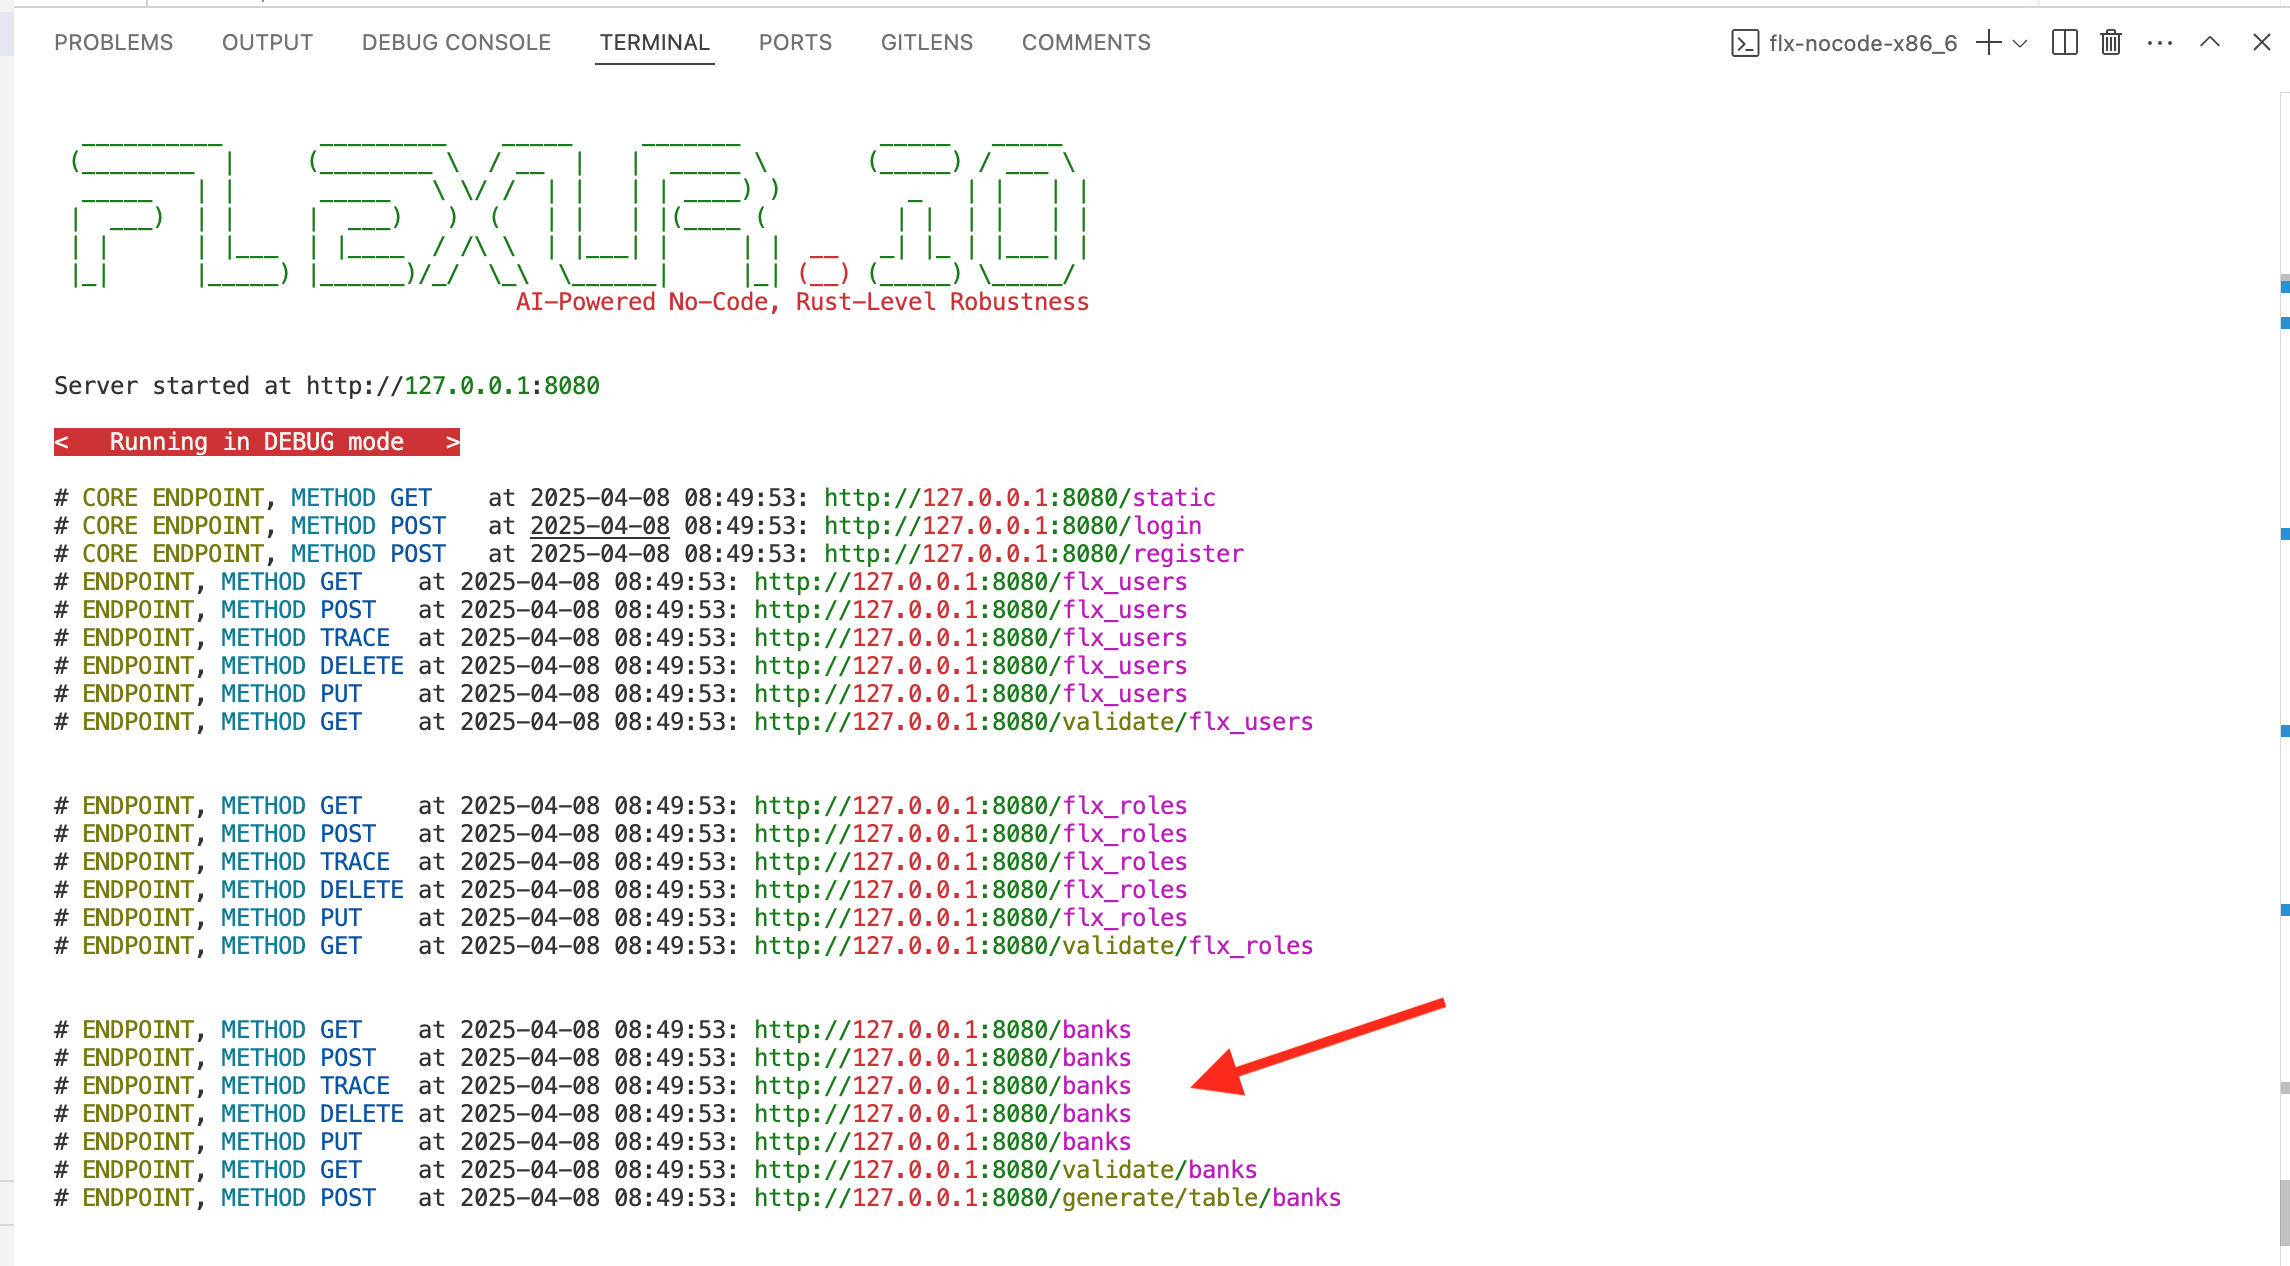 PROBLEMS OUTPUT DEBUG CONSOLE TERMINAL PORTS GITLENS COMMENTS flx-nocode-x86_6
FLEXUR.iO
AI-Powered No-Code, Rust-Level Robustness
Server started at http://127.0.0.1:8080
<   Running in DEBUG mode   >
# CORE ENDPOINT, METHOD GET    at 2025-04-08 08:49:53: http://127.0.0.1:8080/static
# CORE ENDPOINT, METHOD POST   at 2025-04-08 08:49:53: http://127.0.0.1:8080/login
# CORE ENDPOINT, METHOD POST   at 2025-04-08 08:49:53: http://127.0.0.1:8080/register
# ENDPOINT, METHOD GET    at 2025-04-08 08:49:53: http://127.0.0.1:8080/flx_users
# ENDPOINT, METHOD POST   at 2025-04-08 08:49:53: http://127.0.0.1:8080/flx_users
# ENDPOINT, METHOD TRACE  at 2025-04-08 08:49:53: http://127.0.0.1:8080/flx_users
# ENDPOINT, METHOD DELETE at 2025-04-08 08:49:53: http://127.0.0.1:8080/flx_users
# ENDPOINT, METHOD PUT    at 2025-04-08 08:49:53: http://127.0.0.1:8080/flx_users
# ENDPOINT, METHOD GET    at 2025-04-08 08:49:53: http://127.0.0.1:8080/validate/flx_users
# ENDPOINT, METHOD GET    at 2025-04-08 08:49:53: http://127.0.0.1:8080/flx_roles
# ENDPOINT, METHOD POST   at 2025-04-08 08:49:53: http://127.0.0.1:8080/flx_roles
# ENDPOINT, METHOD TRACE  at 2025-04-08 08:49:53: http://127.0.0.1:8080/flx_roles
# ENDPOINT, METHOD DELETE at 2025-04-08 08:49:53: http://127.0.0.1:8080/flx_roles
# ENDPOINT, METHOD PUT    at 2025-04-08 08:49:53: http://127.0.0.1:8080/flx_roles
# ENDPOINT, METHOD GET    at 2025-04-08 08:49:53: http://127.0.0.1:8080/validate/flx_roles
# ENDPOINT, METHOD GET    at 2025-04-08 08:49:53: http://127.0.0.1:8080/banks
# ENDPOINT, METHOD POST   at 2025-04-08 08:49:53: http://127.0.0.1:8080/banks
# ENDPOINT, METHOD TRACE  at 2025-04-08 08:49:53: http://127.0.0.1:8080/banks
# ENDPOINT, METHOD DELETE at 2025-04-08 08:49:53: http://127.0.0.1:8080/banks
# ENDPOINT, METHOD PUT    at 2025-04-08 08:49:53: http://127.0.0.1:8080/banks
# ENDPOINT, METHOD GET    at 2025-04-08 08:49:53: http://127.0.0.1:8080/validate/banks
# ENDPOINT, METHOD POST   at 2025-04-08 08:49:53: http://127.0.0.1:8080/generate/table/banks